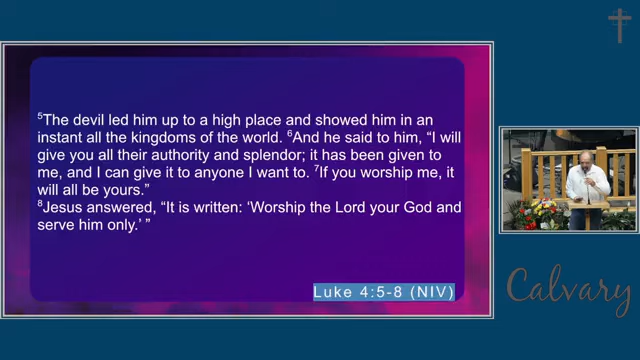 ⁵The devil led him up to a high place and showed him in an
instant all the kingdoms of the world. ⁶And he said to him, “I will
give you all their authority and splendor; it has been given to
me, and I can give it to anyone I want to. ⁷If you worship me, it
will all be yours.”
⁸Jesus answered, “It is written: ‘Worship the Lord your God and
serve him only.’ ”
Luke 4:5-8 (NIV)
Calvary